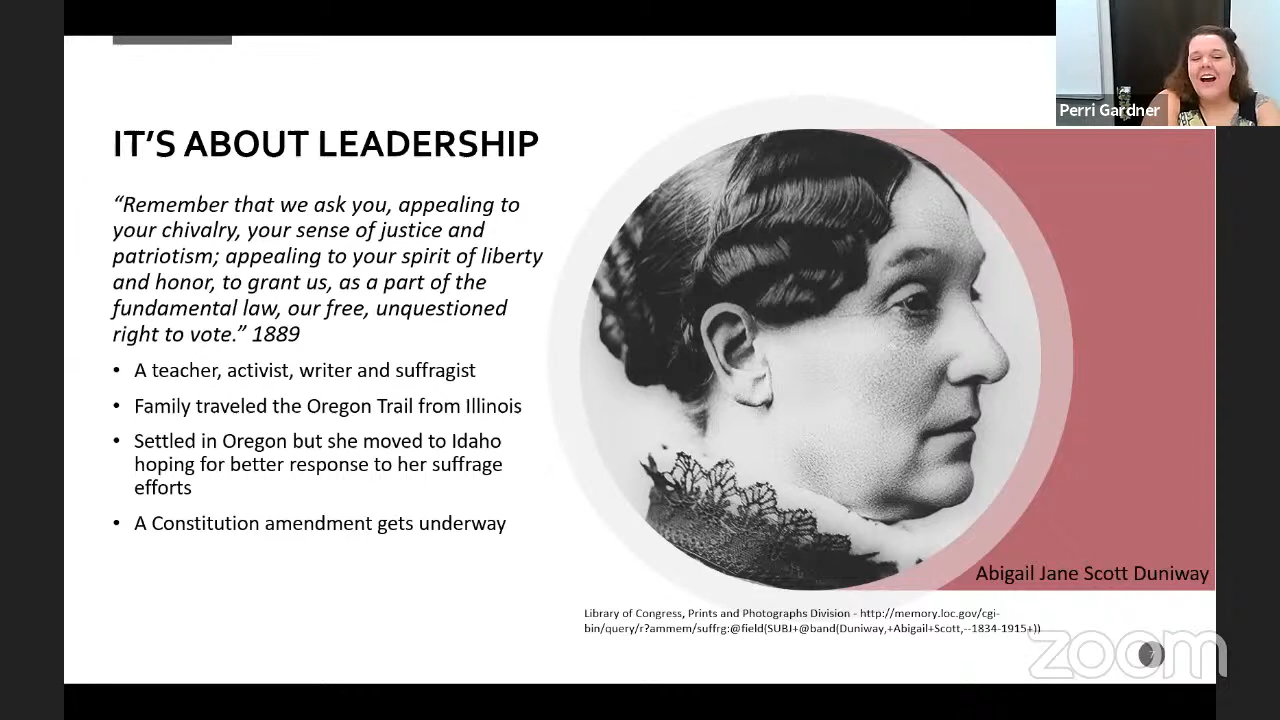 Perri Gardner
IT'S ABOUT LEADERSHIP
“Remember that we ask you, appealing to
your chivalry, your sense of justice and
patriotism; appealing to your spirit of liberty
and honor, to grant us, as a part of the
fundamental law, our free, unquestioned
right to vote.” 1889
• A teacher, activist, writer and suffragist
• Family traveled the Oregon Trail from Illinois
• Settled in Oregon but she moved to Idaho
hoping for better response to her suffrage
efforts
• A Constitution amendment gets underway
Abigail Jane Scott Duniway
Library of Congress, Prints and Photographs Division - http://memory.loc.gov/cgi-
bin/query/r?ammem/suffrg:@field(SUBJ+@band(Duniway,+Abigail+Scott,--1834-1915+))
zoom
7